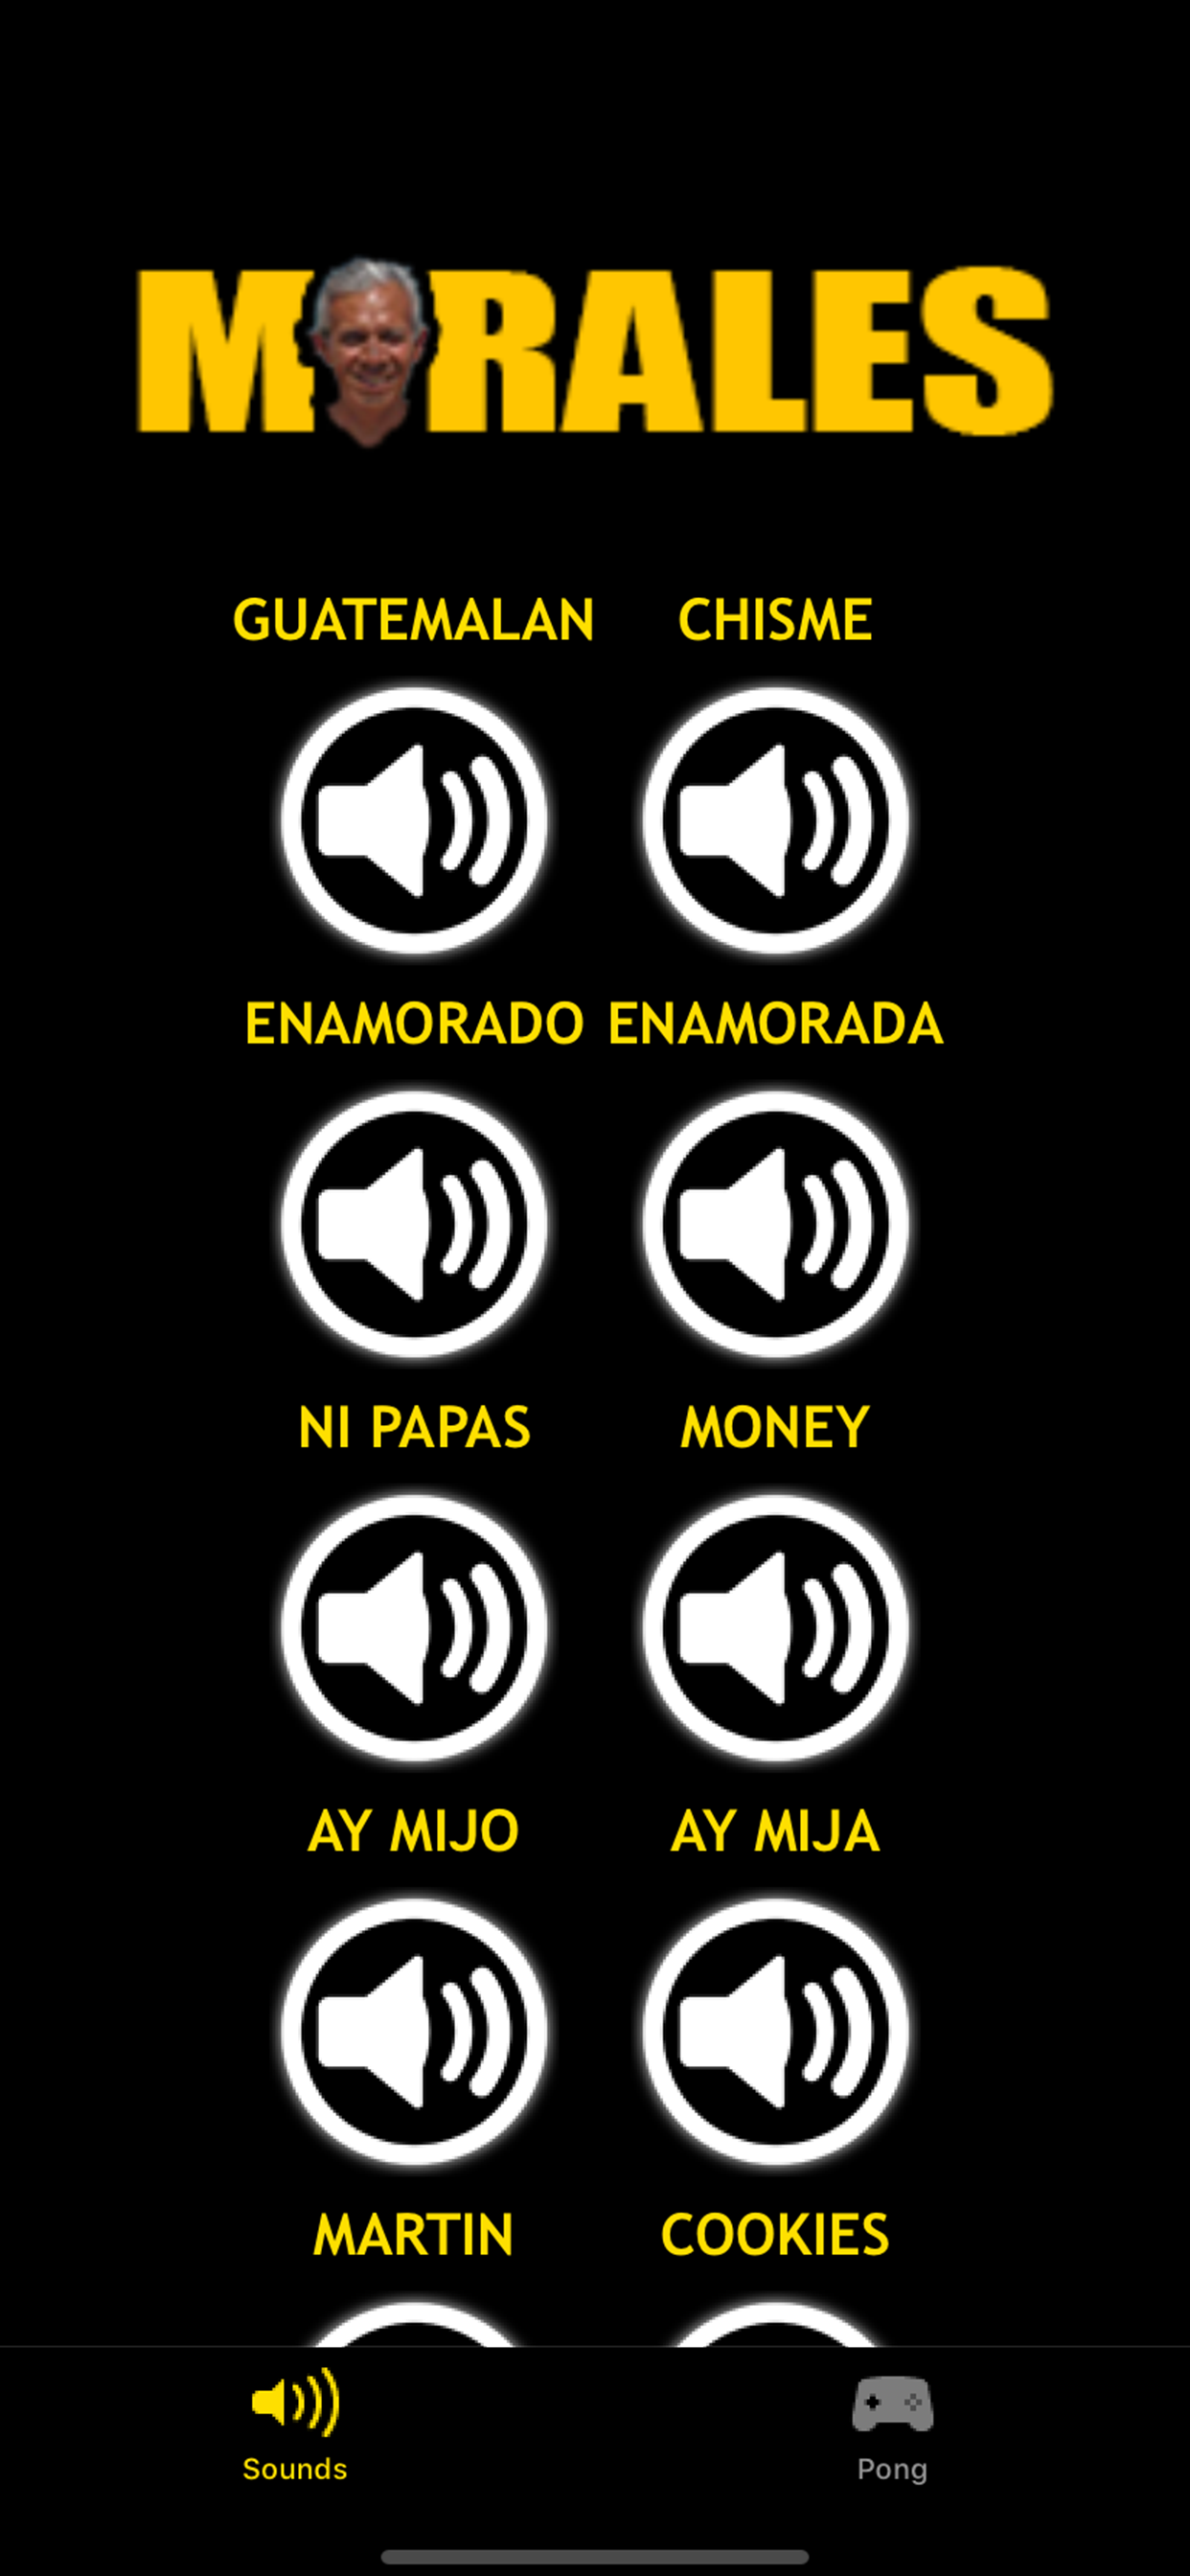 MORALES
GUATEMALAN CHISME
ENAMORADO ENAMORADA
NI PAPAS MONEY
AY MIJO AY MIJA
MARTIN COOKIES
Sounds Pong